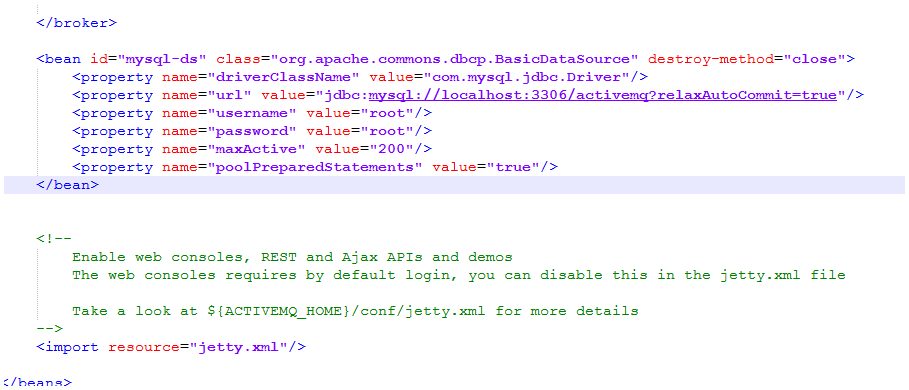 </broker>
<bean id="mysql-ds" class="org.apache.commons.dbcp.BasicDataSource" destroy-method="close">
<property name="driverClassName" value="com.mysql.jdbc.Driver"/>
<property name="url" value="jdbc:mysql://localhost:3306/activemq?relaxAutoCommit=true"/>
<property name="username" value="root"/>
<property name="password" value="root"/>
<property name="maxActive" value="200"/>
<property name="poolPreparedStatements" value="true"/>
</bean>
<!--
Enable web consoles, REST and Ajax APIs and demos
The web consoles requires by default login, you can disable this in the jetty.xml file
Take a look at ${ACTIVEMQ_HOME}/conf/jetty.xml for more details
-->
<import resource="jetty.xml"/>
</beans>